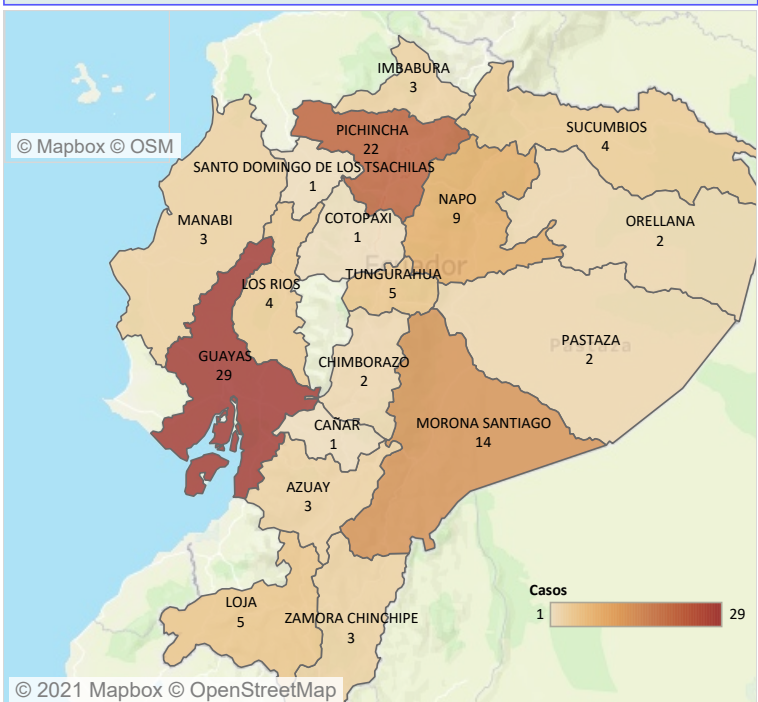 IMBABURA
3
© Mapbox © OSM
PICHINCHA
22
SUCUMBIOS
4
SANTO DOMINGO DE LOS TSACHILAS
1
NAPO
9
MANABI
3
COTOPAXI
1
ORELLANA
2
Ecuador
TUNGURAHUA
5
LOS RIOS
4
PASTAZA
Pastaza
2
GUAYAS
29
CHIMBORAZO
2
CAÑAR
1
MORONA SANTIAGO
14
AZUAY
3
LOJA
5
ZAMORA CHINCHIPE
3
Casos
1 29
© 2021 Mapbox © OpenStreetMap